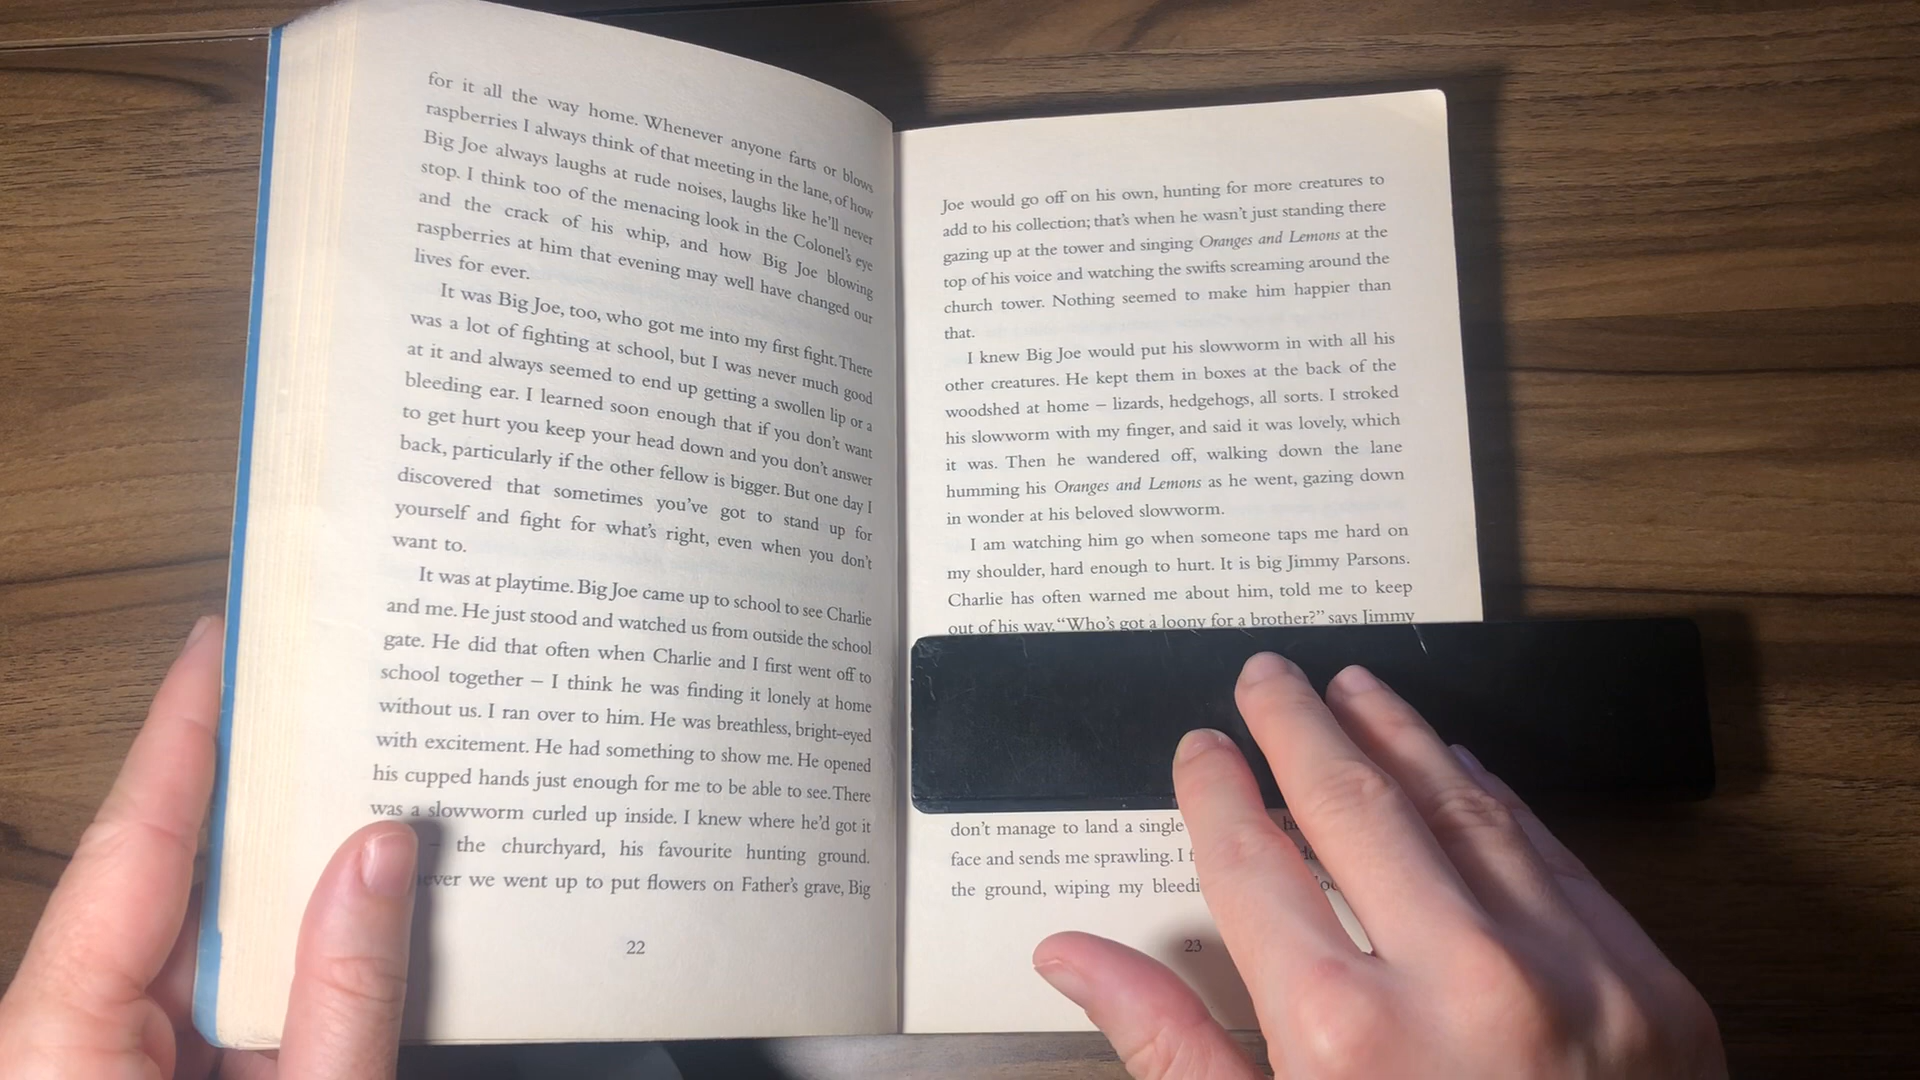 for it all the way home. Whenever anyone farts or blows
raspberries I always think of that meeting in the lane, of how
Big Joe always laughs at rude noises, laughs like he'll never
stop. I think too of the menacing look in the Colonel's eye
and the crack of his whip, and how Big Joe blowing
raspberries at him that evening may well have changed our
lives for ever.
It was Big Joe, too, who got me into my first fight. There
was a lot of fighting at school, but I was never much good
at it and always seemed to end up getting a swollen lip or a
bleeding ear. I learned soon enough that if you don't want
to get hurt you keep your head down and you don't answer
back, particularly if the other fellow is bigger. But one day I
discovered that sometimes you've got to stand up for
yourself and fight for what's right, even when you don't
want to.
It was at playtime. Big Joe came up to school to see Charlie
and me. He just stood and watched us from outside the school
gate. He did that often when Charlie and I first went off to
school together – I think he was finding it lonely at home
without us. I ran over to him. He was breathless, bright-eyed
with excitement. He had something to show me. He opened
his cupped hands just enough for me to be able to see. There
was a slowworm curled up inside. I knew where he'd got it
– the churchyard, his favourite hunting ground.
we went up to put flowers on Father's grave, Big
22
Joe would go off on his own, hunting for more creatures to
add to his collection; that's when he wasn't just standing there
gazing up at the tower and singing Oranges and Lemons at the
top of his voice and watching the swifts screaming around the
church tower. Nothing seemed to make him happier than
that.
I knew Big Joe would put his slowworm in with all his
other creatures. He kept them in boxes at the back of the
woodshed at home – lizards, hedgehogs, all sorts. I stroked
his slowworm with my finger, and said it was lovely, which
it was. Then he wandered off, walking down the lane
humming his Oranges and Lemons as he went, gazing down
in wonder at his beloved slowworm.
I am watching him go when someone taps me hard on
my shoulder, hard enough to hurt. It is big Jimmy Parsons.
Charlie has often warned me about him, told me to keep
out of his way. “Who's got a loony for a brother?” says Jimmy
don't manage to land a single
face and sends me sprawling. I
the ground, wiping my
23